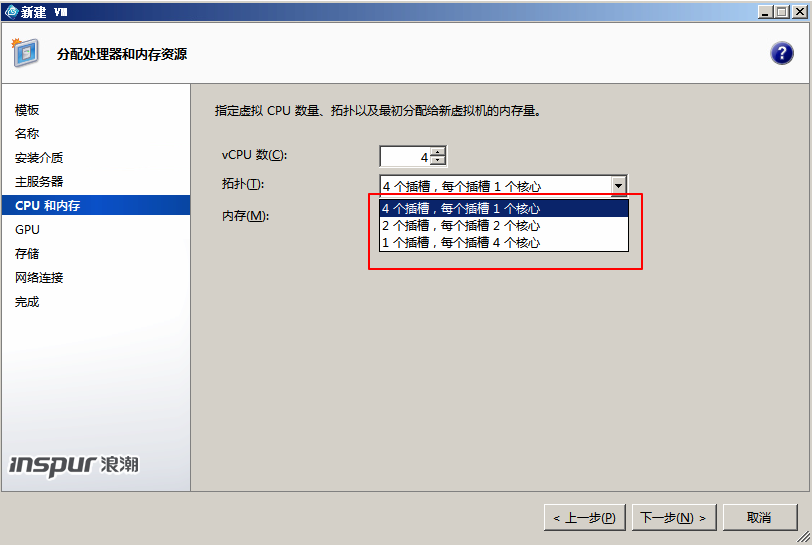 新建 VM
分配处理器和内存资源
?
模板
名称
安装介质
主服务器
CPU 和内存
GPU
存储
网络连接
完成
inspur 浪潮
指定虚拟 CPU 数量、拓扑以及最初分配给新虚拟机的内存量。
vCPU 数(C): 4
拓扑(T): 4 个插槽，每个插槽 1 个核心
4 个插槽，每个插槽 1 个核心
2 个插槽，每个插槽 2 个核心
1 个插槽，每个插槽 4 个核心
内存(M):
< 上一步(P) 下一步(N) > 取消